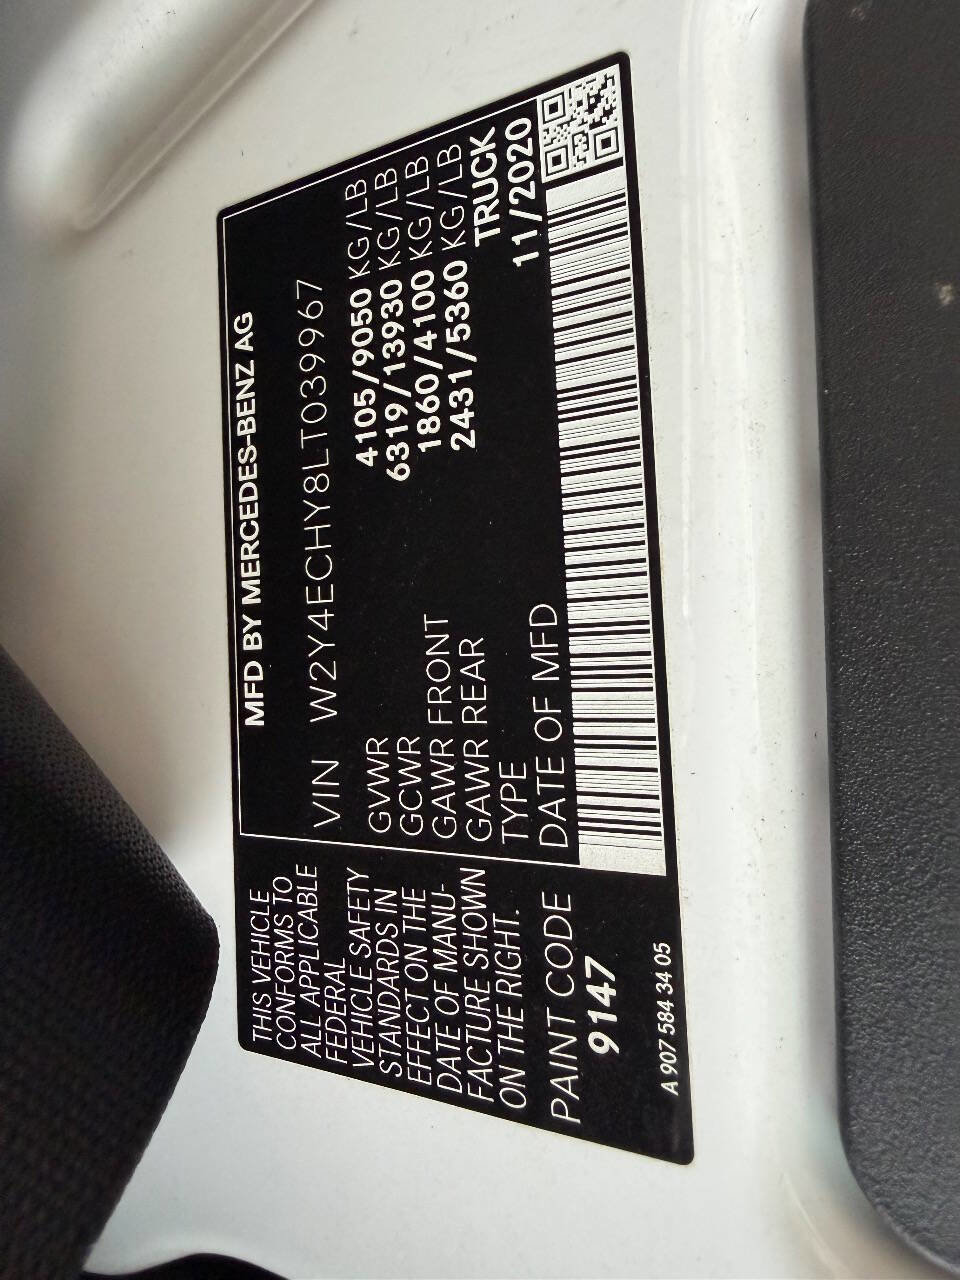 MFD BY MERCEDES-BENZ AG
VIN W2Y4ECHY8LT039967
GVWR 4105/9050 KG/LB
GCWR 6319/13930 KG/LB
GAWR FRONT 1860/4100 KG/LB
GAWR REAR 2431/5360 KG/LB
TYPE TRUCK
DATE OF MFD 11/2020
THIS VEHICLE
CONFORMS TO
ALL APPLICABLE
FEDERAL
VEHICLE SAFETY
STANDARDS IN
EFFECT ON THE
DATE OF MANU-
FACTURE SHOWN
ON THE RIGHT.
PAINT CODE
9147
A 907 584 34 05